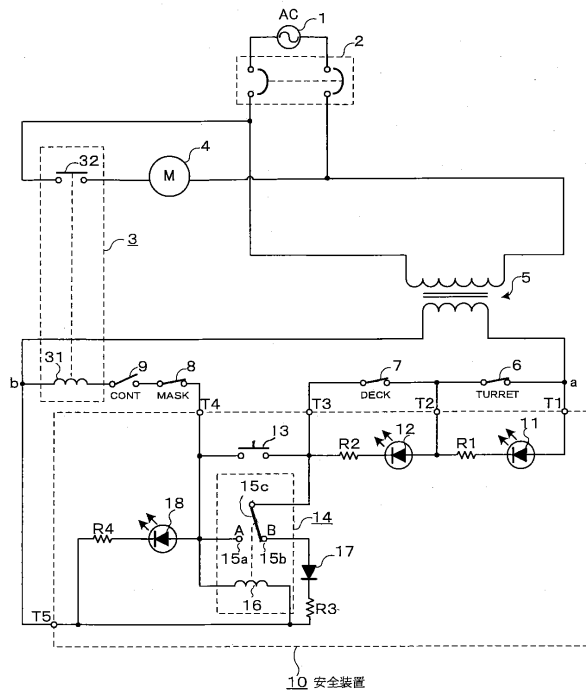 AC
1
2
32
4
M
3
5
31
9
8
7
6
b
a
CONT
MASK
DECK
TURRET
T4
T3
T2
T1
13
12
11
R2
R1
15c
14
18
R4
A
B
15a
15b
17
16
R3
T5
10 安全装置